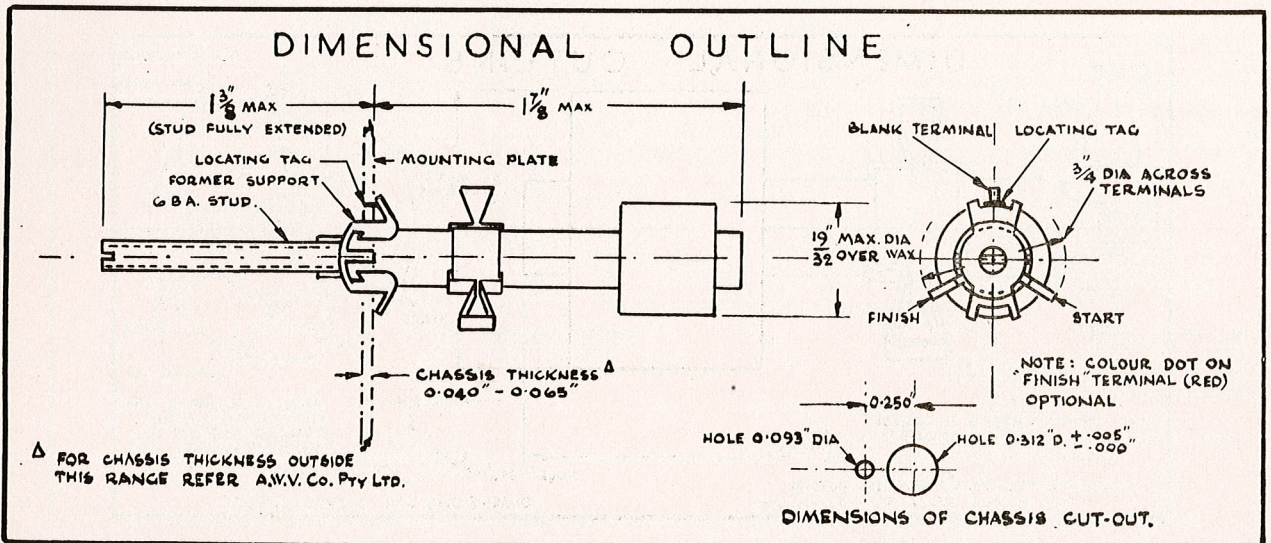 DIMENSIONAL OUTLINE
1 3/8" MAX
(STUD FULLY EXTENDED)
1 7/8" MAX
LOCATING TAG
MOUNTING PLATE
FORMER SUPPORT
6 B.A. STUD.
19/32" MAX. DIA
OVER WAX
CHASSIS THICKNESS Δ
0.040" - 0.065"
Δ FOR CHASSIS THICKNESS OUTSIDE
THIS RANGE REFER A.W.V. Co. PTY LTD.
BLANK TERMINAL
LOCATING TAG
3/4" DIA ACROSS
TERMINALS
FINISH
START
NOTE: COLOUR DOT ON
"FINISH" TERMINAL (RED)
OPTIONAL
0.250"
HOLE 0.093" DIA
HOLE 0.312" D. + .005"
- .000"
DIMENSIONS OF CHASSIS CUT-OUT.